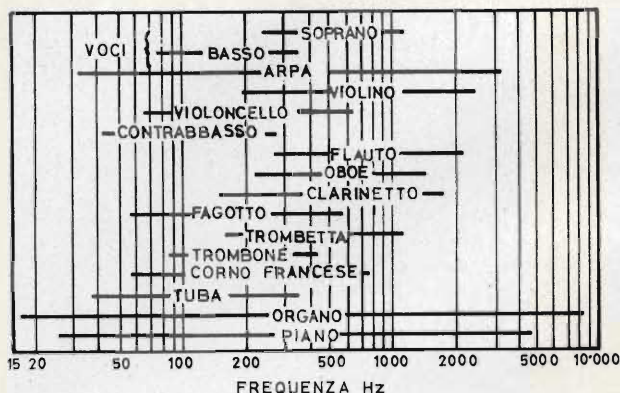 SOPRANO
VOCI { BASSO
ARPA
VIOLINO
VIOLONCELLO
CONTRABBASSO
FLAUTO
OBOE
CLARINETTO
FAGOTTO
TROMBETTA
TROMBONE
CORNO FRANCESE
TUBA
ORGANO
PIANO
15 20 50 100 200 500 1000 2000 5000 10'000
FREQUENZA Hz